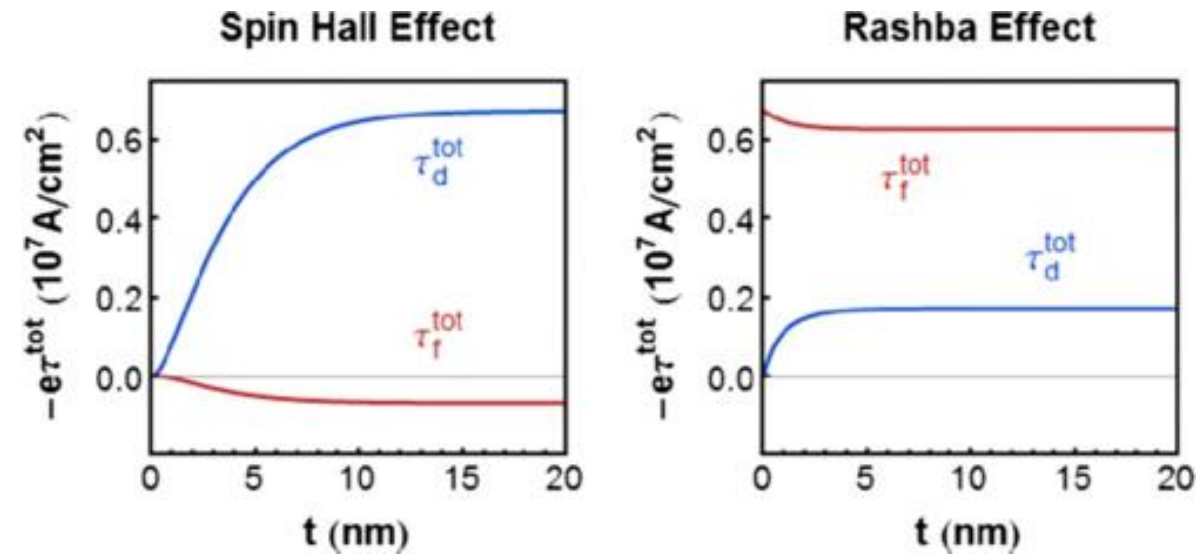 Spin Hall Effect
−eτ^tot (10^7 A/cm^2)
0.6
0.4
0.2
0.0
τ_d^tot
τ_f^tot
0 5 10 15 20
t (nm)
Rashba Effect
−eτ^tot (10^7 A/cm^2)
0.6
0.4
0.2
0.0
τ_f^tot
τ_d^tot
0 5 10 15 20
t (nm)